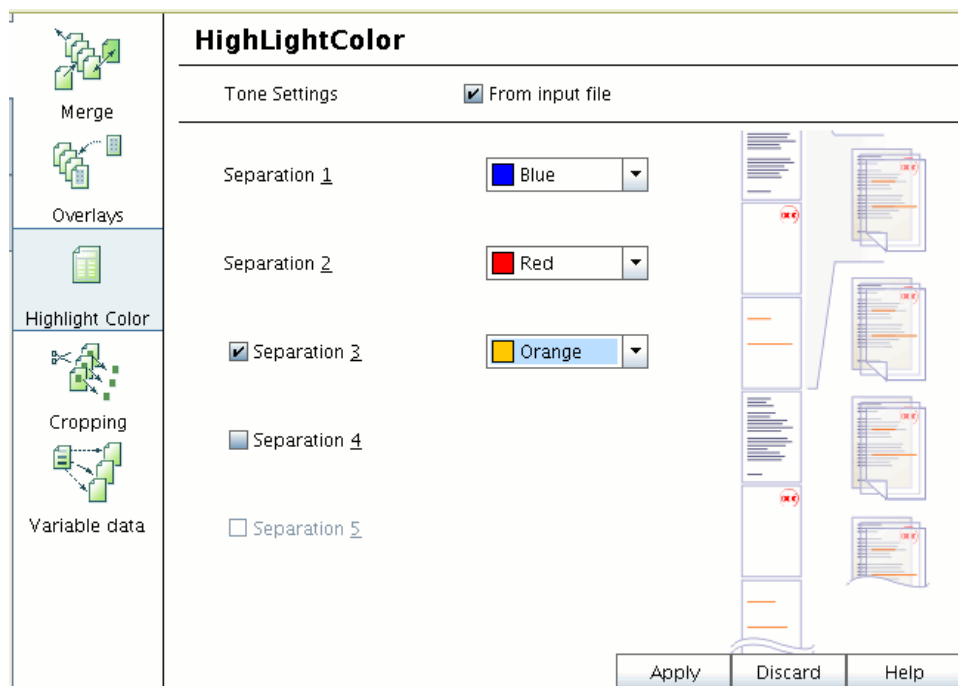 HighLightColor
Tone Settings
From input file
Merge
Overlays
Highlight Color
Cropping
Variable data
Separation 1
Blue
Separation 2
Red
Separation 3
Orange
Separation 4
Separation 5
Apply
Discard
Help